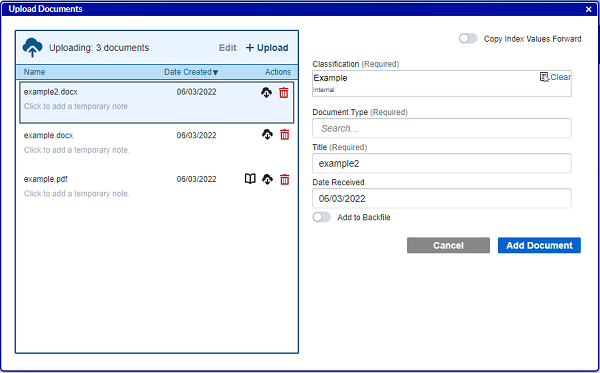 Upload Documents
Uploading: 3 documents
Edit
+ Upload
Name
Date Created▼
Actions
example2.docx
06/03/2022
Click to add a temporary note.
example.docx
06/03/2022
Click to add a temporary note.
example.pdf
06/03/2022
Click to add a temporary note.
Copy Index Values Forward
Classification (Required)
Example
Internal
Clear
Document Type (Required)
Search...
Title (Required)
example2
Date Received
06/03/2022
Add to Backfile
Cancel
Add Document